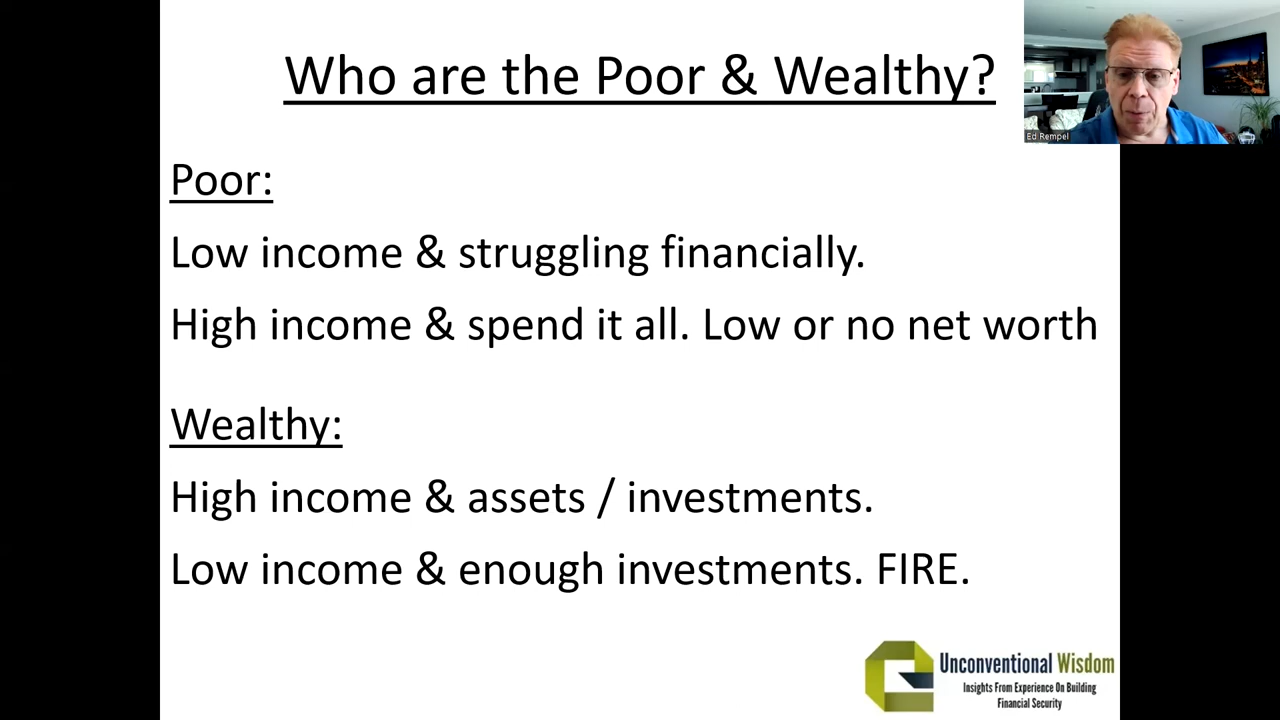 Who are the Poor & Wealthy?
Ed Rempel
Poor:
Low income & struggling financially.
High income & spend it all. Low or no net worth
Wealthy:
High income & assets / investments.
Low income & enough investments. FIRE.
Unconventional Wisdom
Insights From Experience On Building
Financial Security